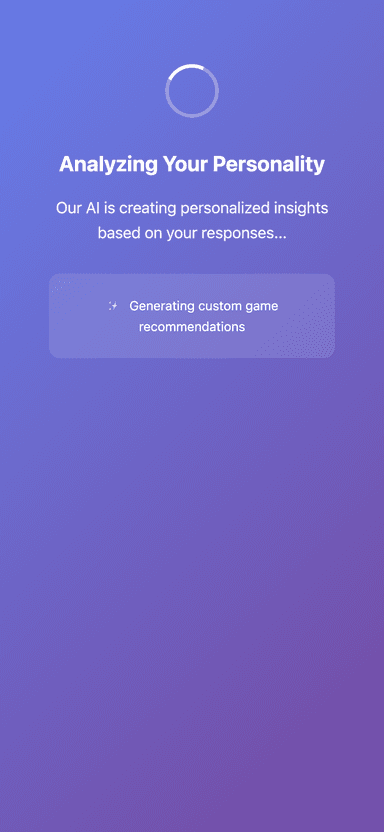 Analyzing Your Personality
Our AI is creating personalized insights
based on your responses...
✨ Generating custom game
recommendations